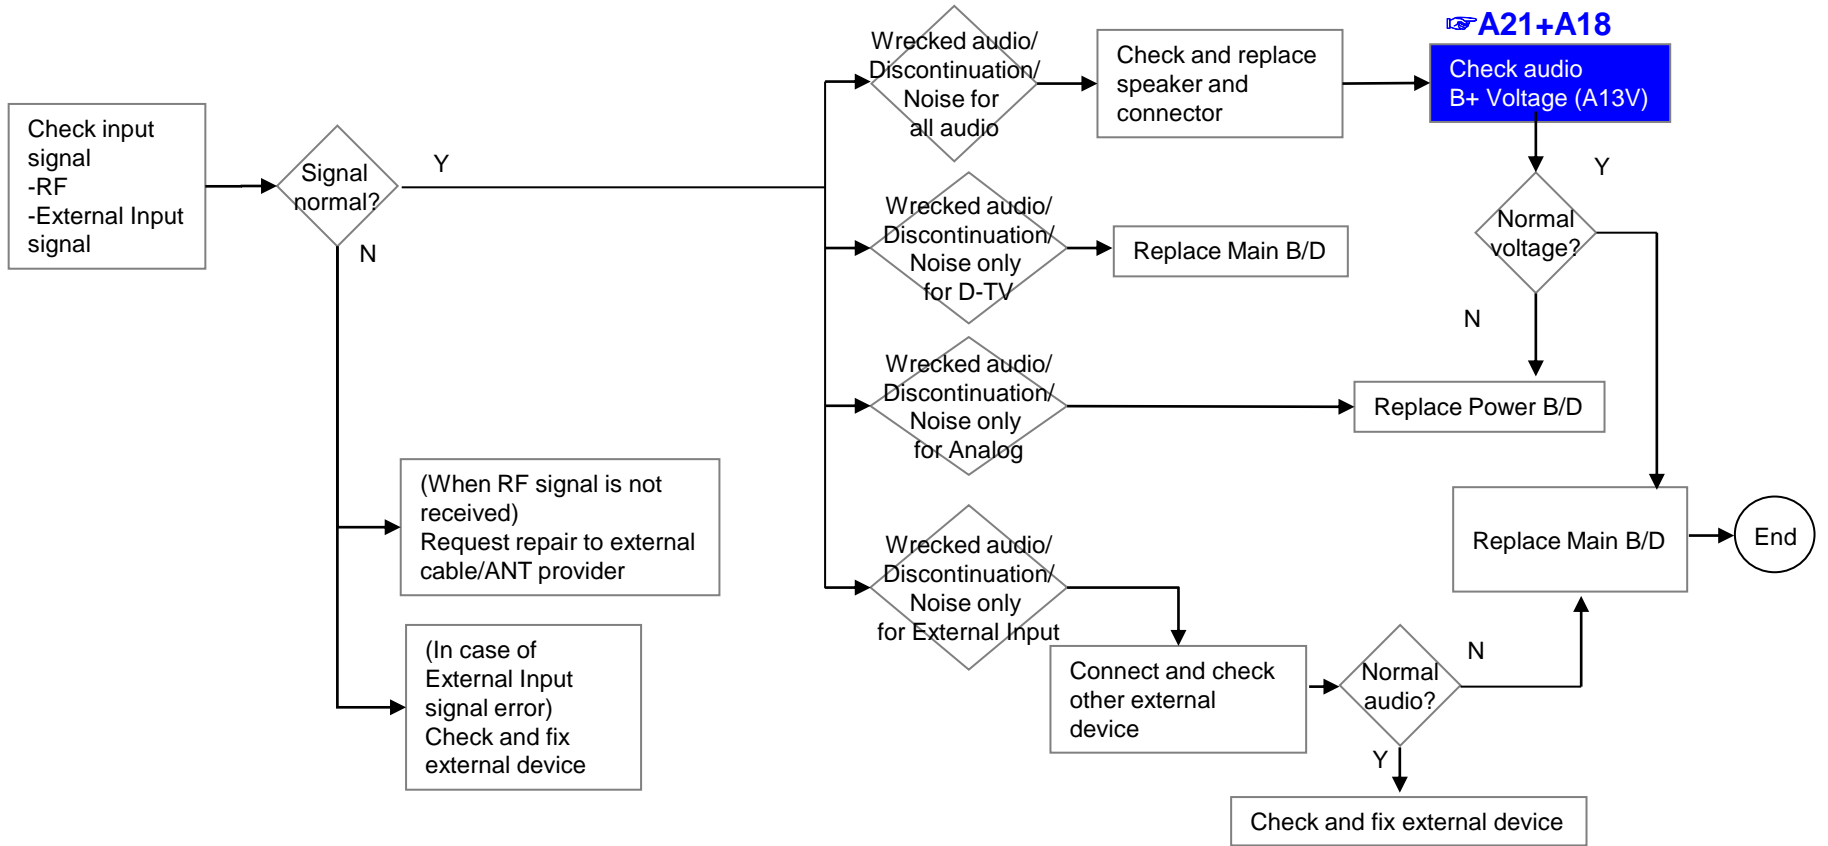 Check input
signal
-RF
-External Input
signal
Signal
normal?
Y
N
(When RF signal is not
received)
Request repair to external
cable/ANT provider
(In case of
External Input
signal error)
Check and fix
external device
Wrecked audio/
Discontinuation/
Noise for
all audio
Check and replace
speaker and
connector
☞A21+A18
Check audio
B+ Voltage (A13V)
Y
Normal
voltage?
N
Wrecked audio/
Discontinuation/
Noise only
for D-TV
Replace Main B/D
Wrecked audio/
Discontinuation/
Noise only
for Analog
Replace Power B/D
Wrecked audio/
Discontinuation/
Noise only
for External Input
Connect and check
other external
device
Normal
audio?
N
Y
Replace Main B/D
End
Check and fix external device